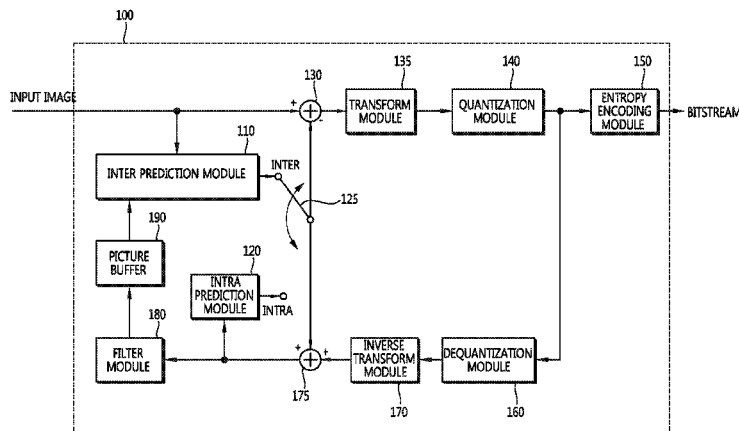 100
INPUT IMAGE
+
130
-
135
TRANSFORM
MODULE
140
QUANTIZATION
MODULE
150
ENTROPY
ENCODING
MODULE
BITSTREAM
110
INTER PREDICTION MODULE
INTER
125
190
PICTURE
BUFFER
120
INTRA
PREDICTION
MODULE
INTRA
180
FILTER
MODULE
+
+
175
INVERSE
TRANSFORM
MODULE
170
DEQUANTIZATION
MODULE
160